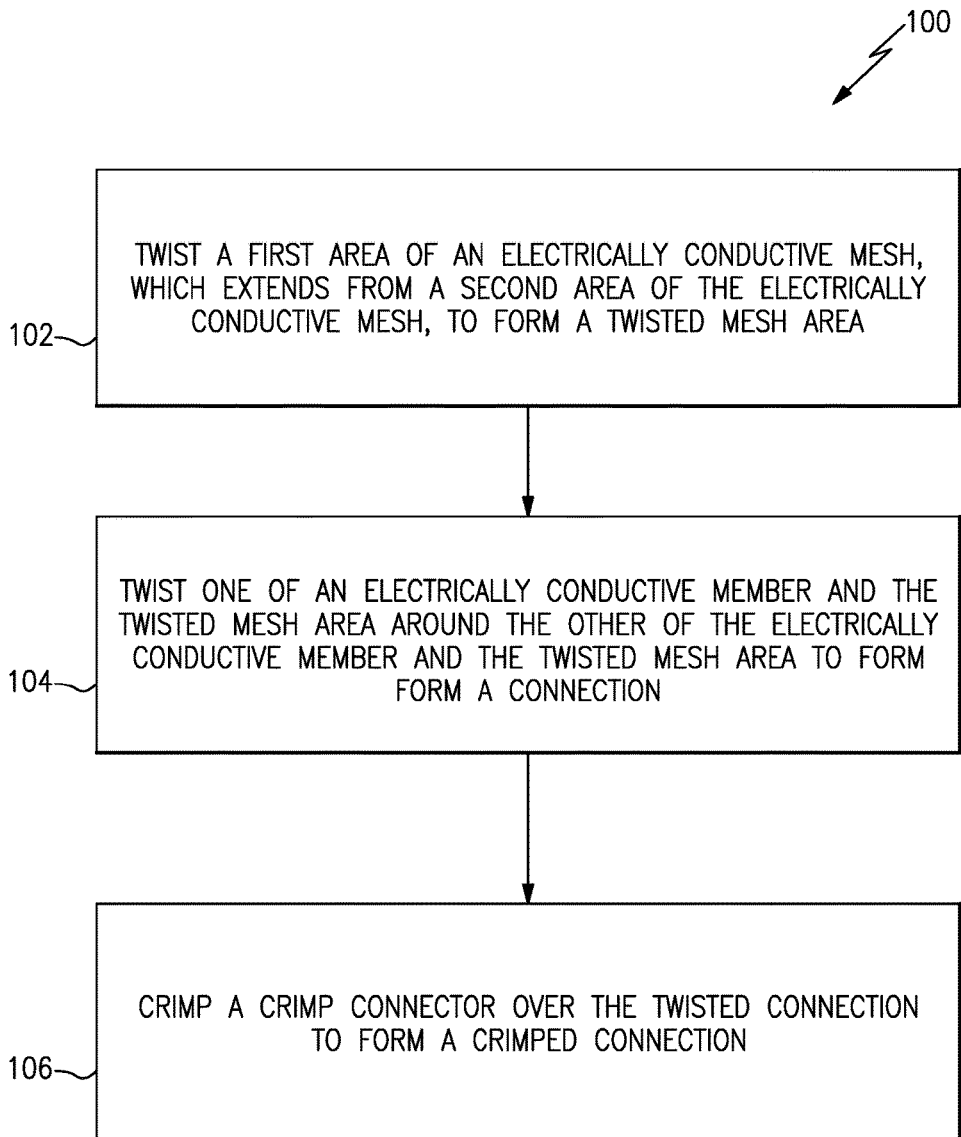 100
TWIST A FIRST AREA OF AN ELECTRICALLY CONDUCTIVE MESH,
WHICH EXTENDS FROM A SECOND AREA OF THE ELECTRICALLY
CONDUCTIVE MESH, TO FORM A TWISTED MESH AREA
102
TWIST ONE OF AN ELECTRICALLY CONDUCTIVE MEMBER AND THE
TWISTED MESH AREA AROUND THE OTHER OF THE ELECTRICALLY
CONDUCTIVE MEMBER AND THE TWISTED MESH AREA TO FORM
FORM A CONNECTION
104
CRIMP A CRIMP CONNECTOR OVER THE TWISTED CONNECTION
TO FORM A CRIMPED CONNECTION
106